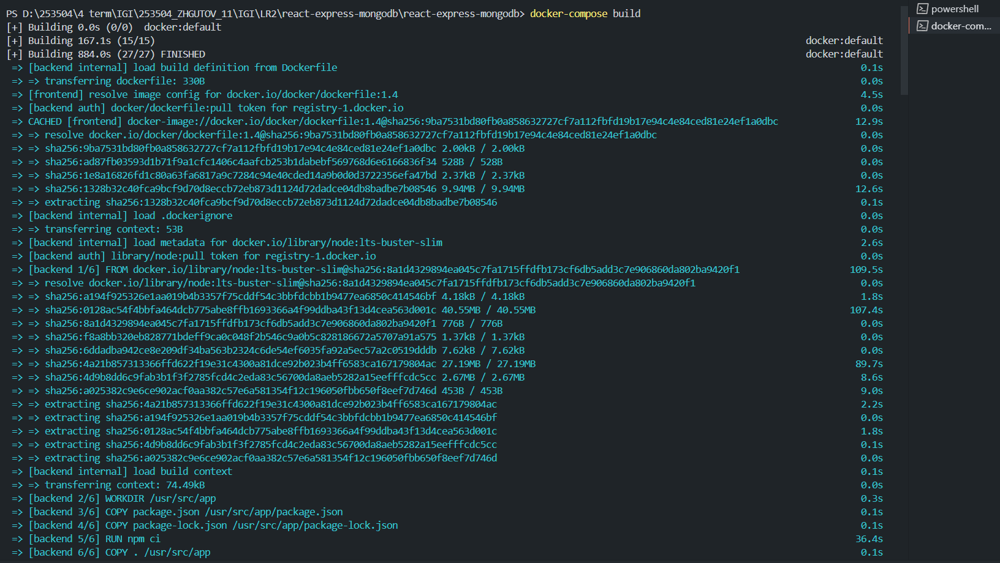 PS D:\253504\4 term\IGI\253504_ZHGUTOV_11\IGI\LR2\react-express-mongodb\react-express-mongodb> docker-compose build
[+] Building 0.0s (0/0)  docker:default
[+] Building 167.1s (15/15) docker:default
[+] Building 884.0s (27/27) FINISHED docker:default
=> [backend internal] load build definition from Dockerfile 0.1s
=> => transferring dockerfile: 330B 0.0s
=> [frontend] resolve image config for docker.io/docker/dockerfile:1.4 4.5s
=> [backend auth] docker/dockerfile:pull token for registry-1.docker.io 0.0s
=> CACHED [frontend] docker-image://docker.io/docker/dockerfile:1.4@sha256:9ba7531bd80fb0a858632727cf7a112fbfd19b17e94c4e84ced81e24ef1a0dbc 12.9s
=> => resolve docker.io/docker/dockerfile:1.4@sha256:9ba7531bd80fb0a858632727cf7a112fbfd19b17e94c4e84ced81e24ef1a0dbc 0.0s
=> => sha256:9ba7531bd80fb0a858632727cf7a112fbfd19b17e94c4e84ced81e24ef1a0dbc 2.00kB / 2.00kB 0.0s
=> => sha256:ad87fb03593d1b71f9a1cfc1406c4aafcb253b1dabebf569768d6e6166836f34 528B / 528B 0.0s
=> => sha256:1e8a16826fd1c80a63fa6817a9c7284c94e40cded14a9b0d0d3722356efa47bd 2.37kB / 2.37kB 0.0s
=> => sha256:1328b32c40fca9bcf9d70d8eccb72eb873d1124d72dadce04db8badbe7b08546 9.94MB / 9.94MB 12.6s
=> => extracting sha256:1328b32c40fca9bcf9d70d8eccb72eb873d1124d72dadce04db8badbe7b08546 0.1s
=> [backend internal] load .dockerignore 0.0s
=> => transferring context: 53B 0.0s
=> [backend internal] load metadata for docker.io/library/node:lts-buster-slim 2.6s
=> [backend auth] library/node:pull token for registry-1.docker.io 0.0s
=> [backend 1/6] FROM docker.io/library/node:lts-buster-slim@sha256:8a1d4329894ea045c7fa1715ffdfb173cf6db5add3c7e906860da802ba9420f1 109.5s
=> => resolve docker.io/library/node:lts-buster-slim@sha256:8a1d4329894ea045c7fa1715ffdfb173cf6db5add3c7e906860da802ba9420f1 0.0s
=> => sha256:a194f925326e1aa019b4b3357f75cddf54c3bbfdcbb1b9477ea6850c414546bf 4.18kB / 4.18kB 1.8s
=> => sha256:0128ac54f4bbfa464dcb775abe8ffb1693366a4f99ddba43f13d4cea563d001c 40.55MB / 40.55MB 107.4s
=> => sha256:8a1d4329894ea045c7fa1715ffdfb173cf6db5add3c7e906860da802ba9420f1 776B / 776B 0.0s
=> => sha256:f8a8bb320eb828771bdeff9ca0c048f2b546c9a0b5c828186672a5707a91a575 1.37kB / 1.37kB 0.0s
=> => sha256:6ddadba942ce8e209df34ba563b2324c6de54ef6035fa92a5ec57a2c0519dddb 7.62kB / 7.62kB 0.0s
=> => sha256:4a21b857313366ffd622f19e31c4300a81dce92b023b4ff6583ca167179804ac 27.19MB / 27.19MB 89.7s
=> => sha256:4d9b8dd6c9fab3b1f3f2785fcd4c2eda83c56700da8aeb5282a15eefffcdc5cc 2.67MB / 2.67MB 8.6s
=> => sha256:a025382c9e6ce902acf0aa382c57e6a581354f12c196050fbb650f8eef7d746d 453B / 453B 9.0s
=> => extracting sha256:4a21b857313366ffd622f19e31c4300a81dce92b023b4ff6583ca167179804ac 2.2s
=> => extracting sha256:a194f925326e1aa019b4b3357f75cddf54c3bbfdcbb1b9477ea6850c414546bf 0.0s
=> => extracting sha256:0128ac54f4bbfa464dcb775abe8ffb1693366a4f99ddba43f13d4cea563d001c 1.8s
=> => extracting sha256:4d9b8dd6c9fab3b1f3f2785fcd4c2eda83c56700da8aeb5282a15eefffcdc5cc 0.1s
=> => extracting sha256:a025382c9e6ce902acf0aa382c57e6a581354f12c196050fbb650f8eef7d746d 0.0s
=> [backend internal] load build context 0.1s
=> => transferring context: 74.49kB 0.0s
=> [backend 2/6] WORKDIR /usr/src/app 0.3s
=> [backend 3/6] COPY package.json /usr/src/app/package.json 0.1s
=> [backend 4/6] COPY package-lock.json /usr/src/app/package-lock.json 0.1s
=> [backend 5/6] RUN npm ci 36.4s
=> [backend 6/6] COPY . /usr/src/app 0.1s
powershell
docker-com...